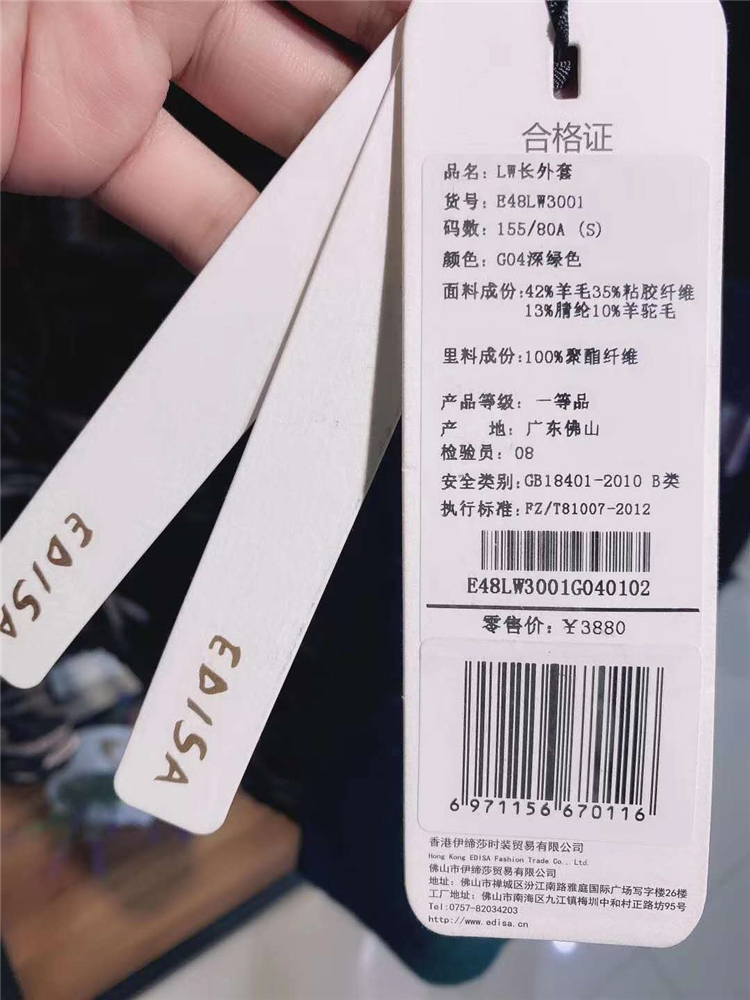 合格证
品名: LW长外套
货号: E48LW3001
码数: 155/80A (S)
颜色: G04深绿色
面料成份:42%羊毛35%粘胶纤维
13%腈纶10%羊驼毛
里料成份:100%聚酯纤维
产品等级: 一等品
产 地: 广东佛山
检验员: 08
安全类别:GB18401-2010 B类
执行标准:FZ/T81007-2012
E48LW3001G040102
零售价: ¥3880
6 971156 670116
香港伊缔莎时装贸易有限公司
Hong Kong EDISA Fashion Trade Co., Ltd.
佛山市伊缔莎贸易有限公司
地址: 佛山市禅城区汾江南路雅庭国际广场写字楼26楼
工厂地址: 佛山市南海区九江镇梅圳中和村正路坊95号
Tel:0757-82034203
http://www.edisa.cn
EDISA
EDISA